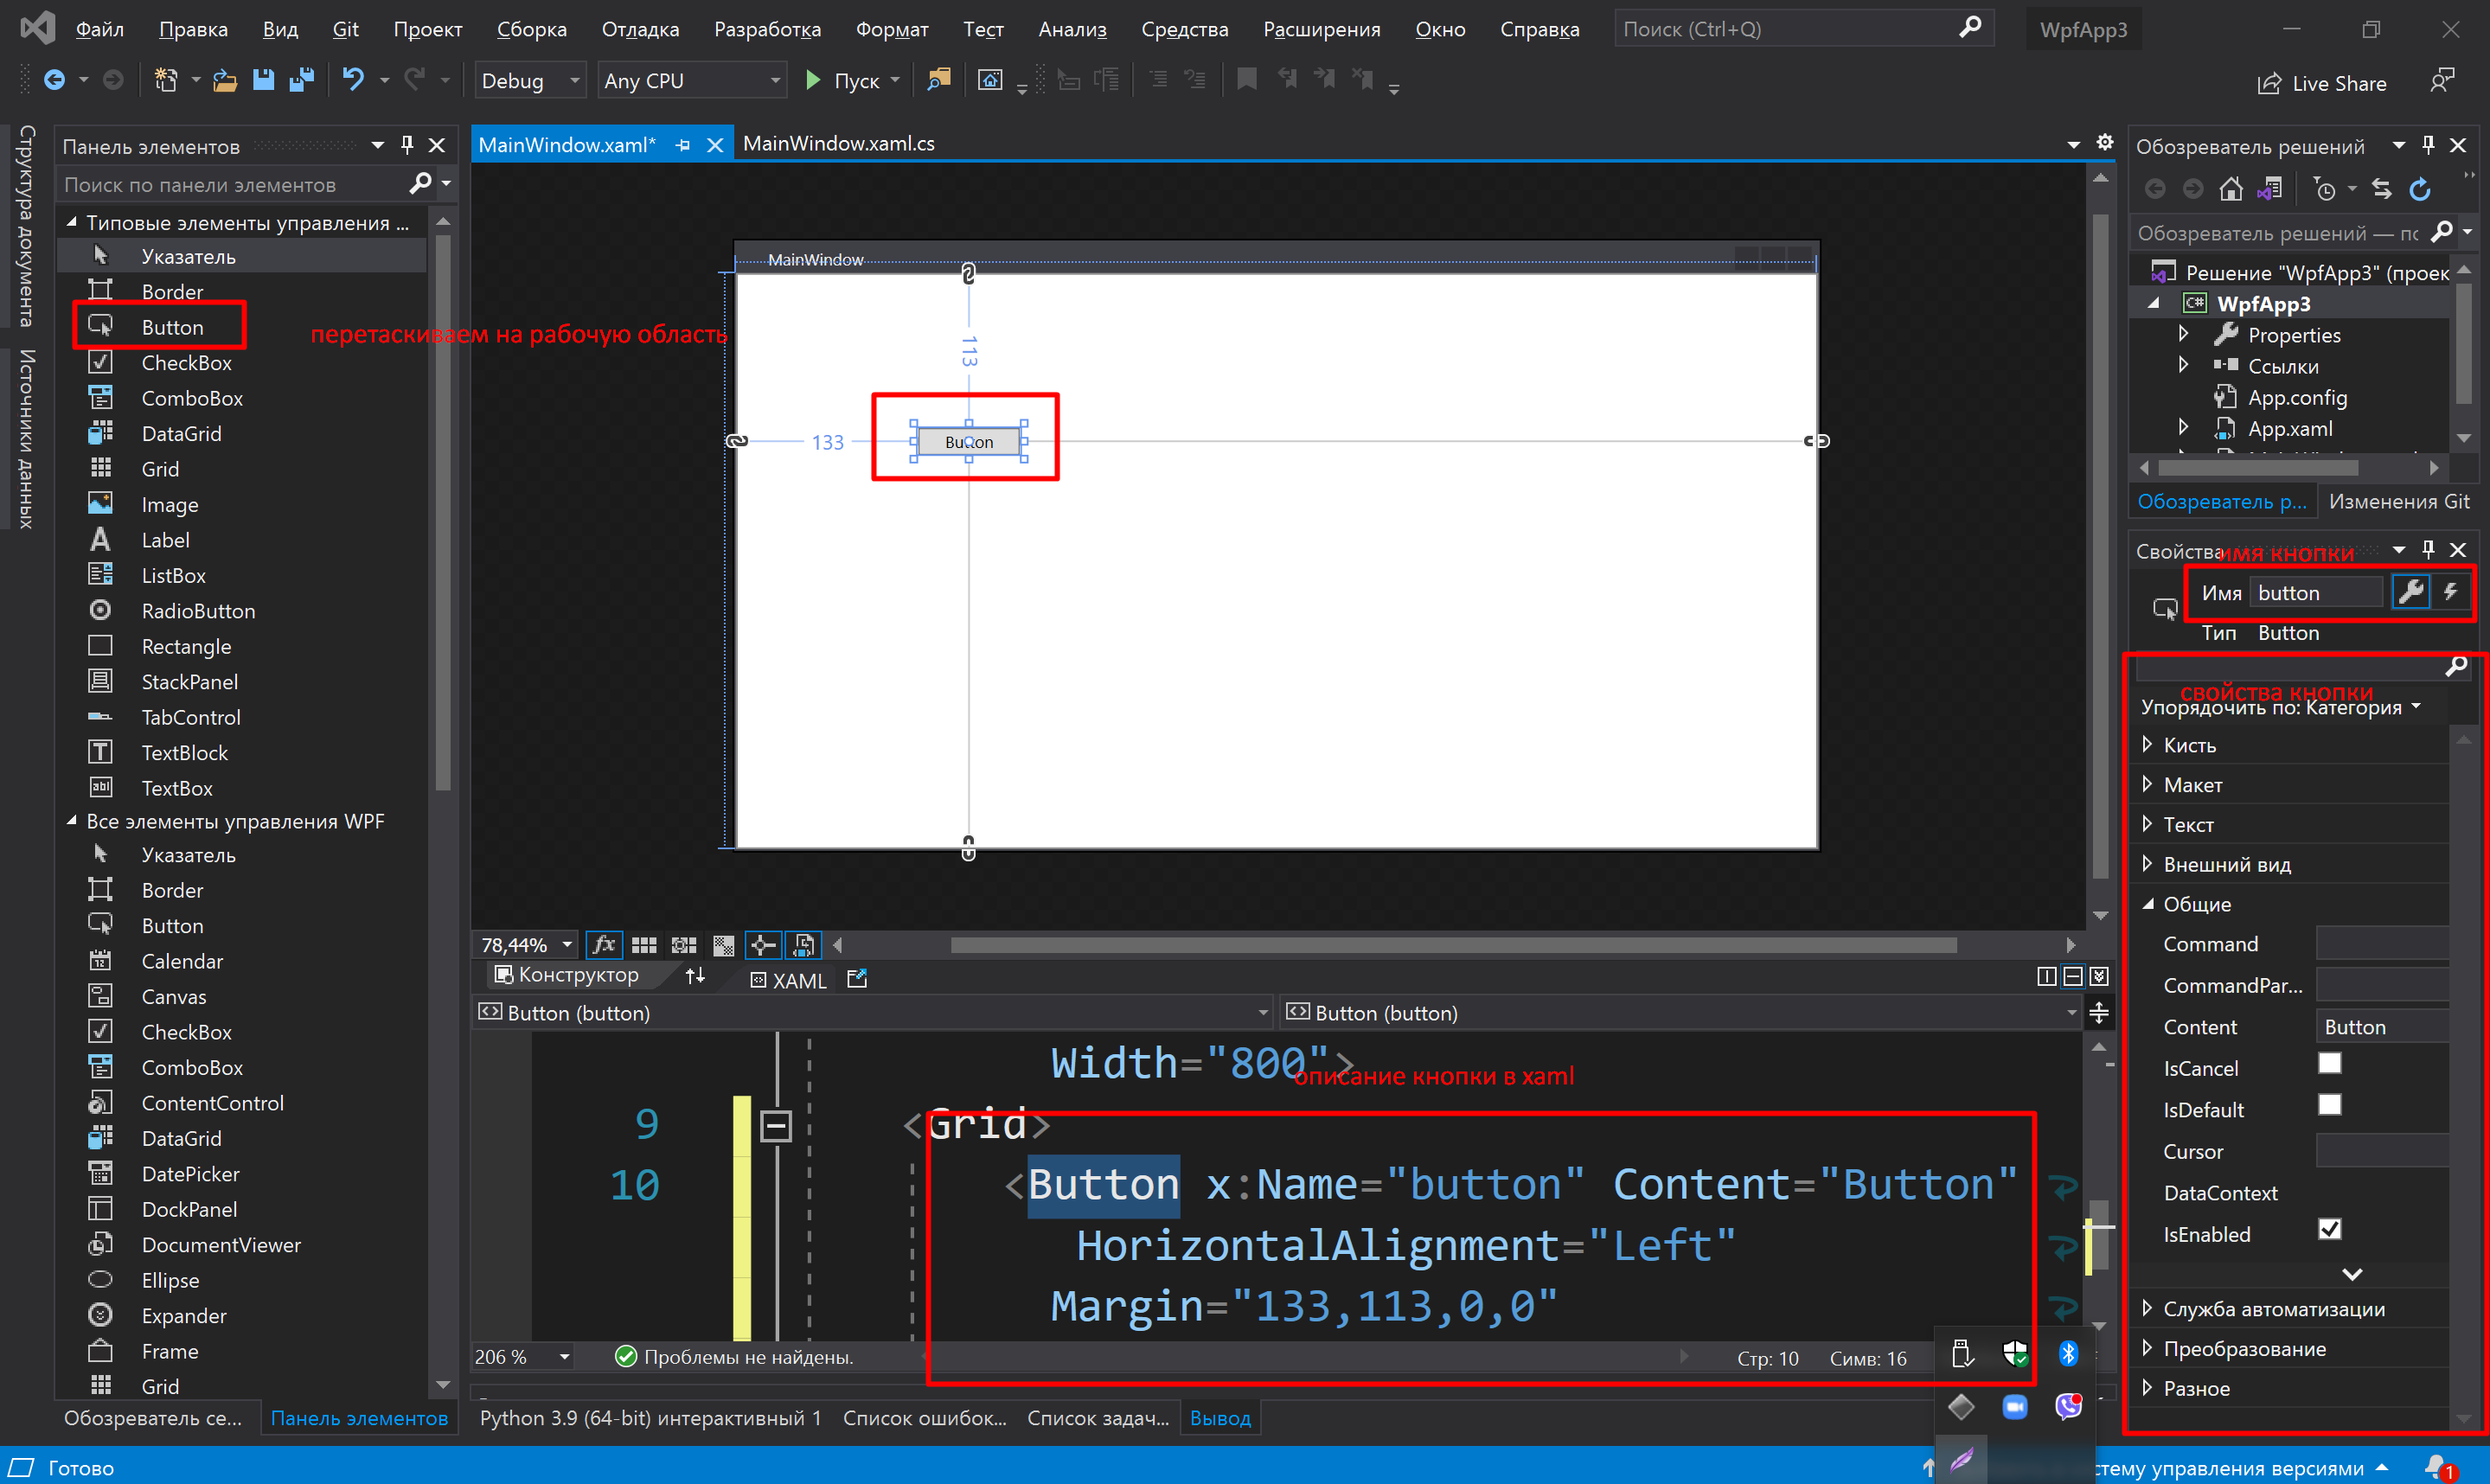 Файл Правка Вид Git Проект Сборка Отладка Разработка Формат Тест Анализ Средства Расширения Окно Справка Поиск (Ctrl+Q) WpfApp3
Debug Any CPU Пуск Live Share
Структура документа
Источники данных
Панель элементов
Поиск по панели элементов
Типовые элементы управления ...
Указатель
Border
Button
перетаскиваем на рабочую область
CheckBox
ComboBox
DataGrid
Grid
Image
Label
ListBox
RadioButton
Rectangle
StackPanel
TabControl
TextBlock
TextBox
Все элементы управления WPF
Указатель
Border
Button
Calendar
Canvas
CheckBox
ComboBox
ContentControl
DataGrid
DatePicker
DockPanel
DocumentViewer
Ellipse
Expander
Frame
Grid
Обозреватель се... Панель элементов
MainWindow.xaml* MainWindow.xaml.cs
MainWindow
113
133
Button
78,44%
Конструктор XAML
Button (button) Button (button)
Width="800">
описание кнопки в xaml
9 <Grid>
10 <Button x:Name="button" Content="Button"
HorizontalAlignment="Left"
Margin="133,113,0,0"
206 % Проблемы не найдены. Стр: 10 Симв: 16
Python 3.9 (64-bit) интерактивный 1 Список ошибок... Список задач... Вывод
Обозреватель решений
Обозреватель решений — пс
Решение "WpfApp3" (проек
C# WpfApp3
Properties
Ссылки
App.config
App.xaml
Обозреватель р... Изменения Git
Свойства
имя кнопки
Имя button
Тип Button
свойства кнопки
Упорядочить по: Категория
Кисть
Макет
Текст
Внешний вид
Общие
Command
CommandPar...
Content Button
IsCancel
IsDefault
Cursor
DataContext
IsEnabled
Служба автоматизации
Преобразование
Разное
Готово
стему управления версиями 1